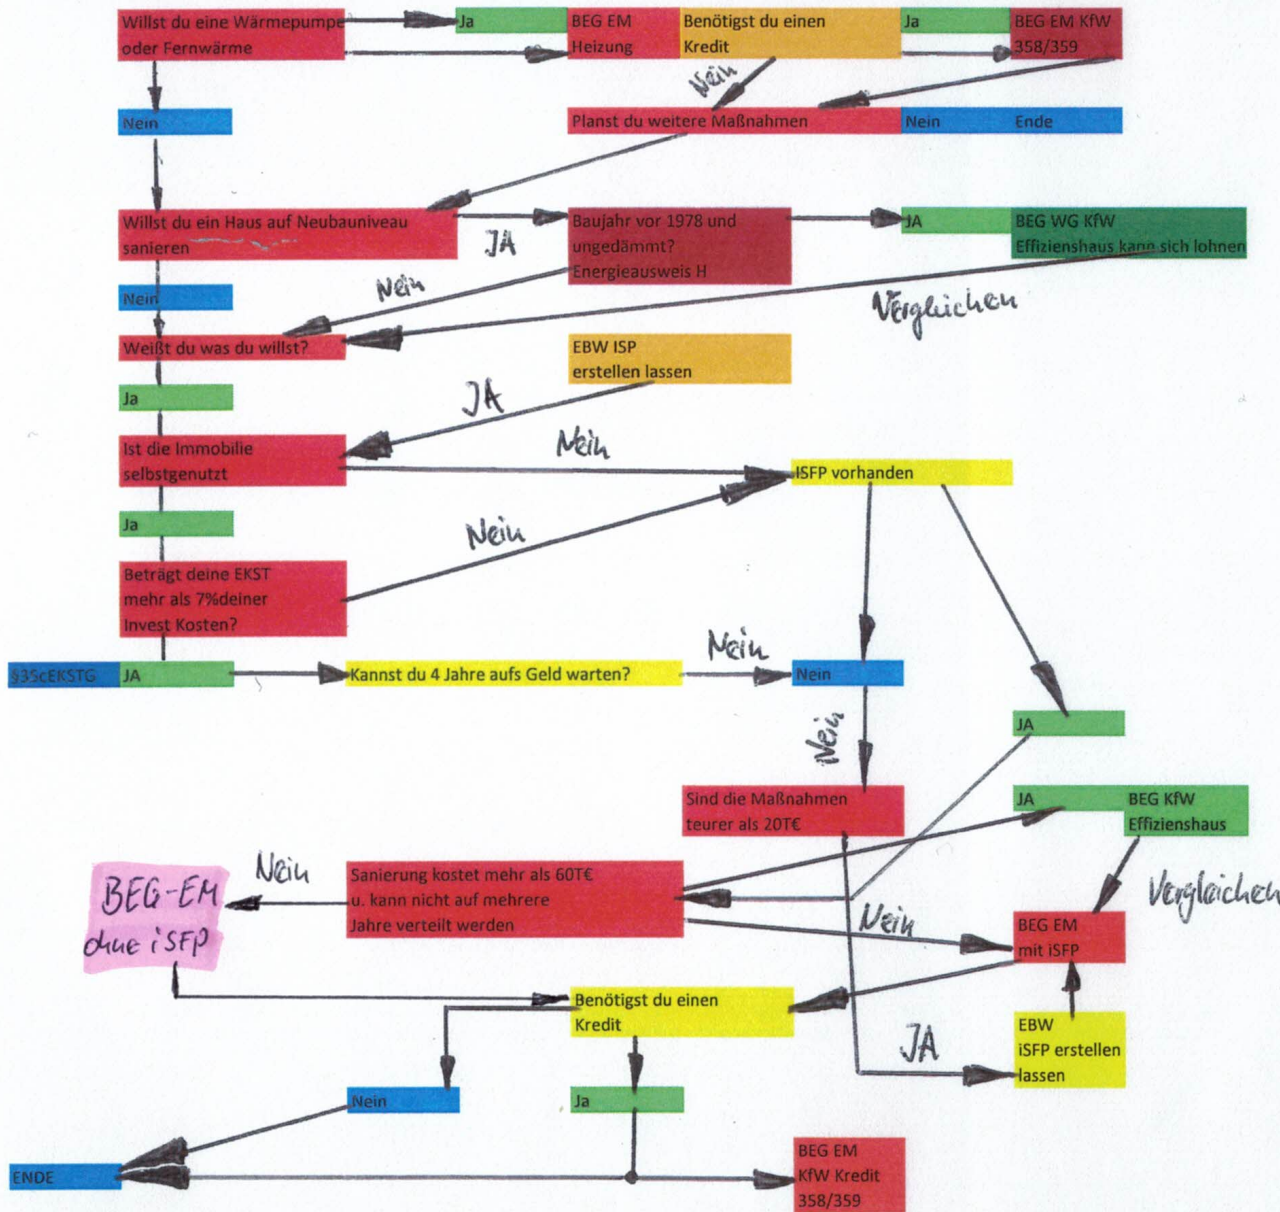 Willst du eine Wärmepumpe
oder Fernwärme
Ja
BEG EM
Heizung
Benötigst du einen
Kredit
Ja
BEG EM KfW
358/359
Nein
Nein
Planst du weitere Maßnahmen
Nein
Ende
Willst du ein Haus auf Neubauniveau
sanieren
JA
Baujahr vor 1978 und
ungedämmt?
Energieausweis H
JA
BEG WG KfW
Effizienshaus kann sich lohnen
Nein
Nein
Vergleichen
Weißt du was du willst?
EBW ISP
erstellen lassen
Ja
JA
Ist die Immobilie
selbstgenutzt
Nein
ISFP vorhanden
Ja
Nein
Beträgt deine EKST
mehr als 7%deiner
Invest Kosten?
§35cEKSTG
JA
Kannst du 4 Jahre aufs Geld warten?
Nein
Nein
JA
Nein
Sind die Maßnahmen
teurer als 20T€
JA
BEG KfW
Effizienshaus
Nein
BEG-EM
ohne iSFP
Sanierung kostet mehr als 60T€
u. kann nicht auf mehrere
Jahre verteilt werden
Nein
Vergleichen
BEG EM
mit iSFP
Benötigst du einen
Kredit
JA
EBW
iSFP erstellen
lassen
Nein
Ja
ENDE
BEG EM
KfW Kredit
358/359